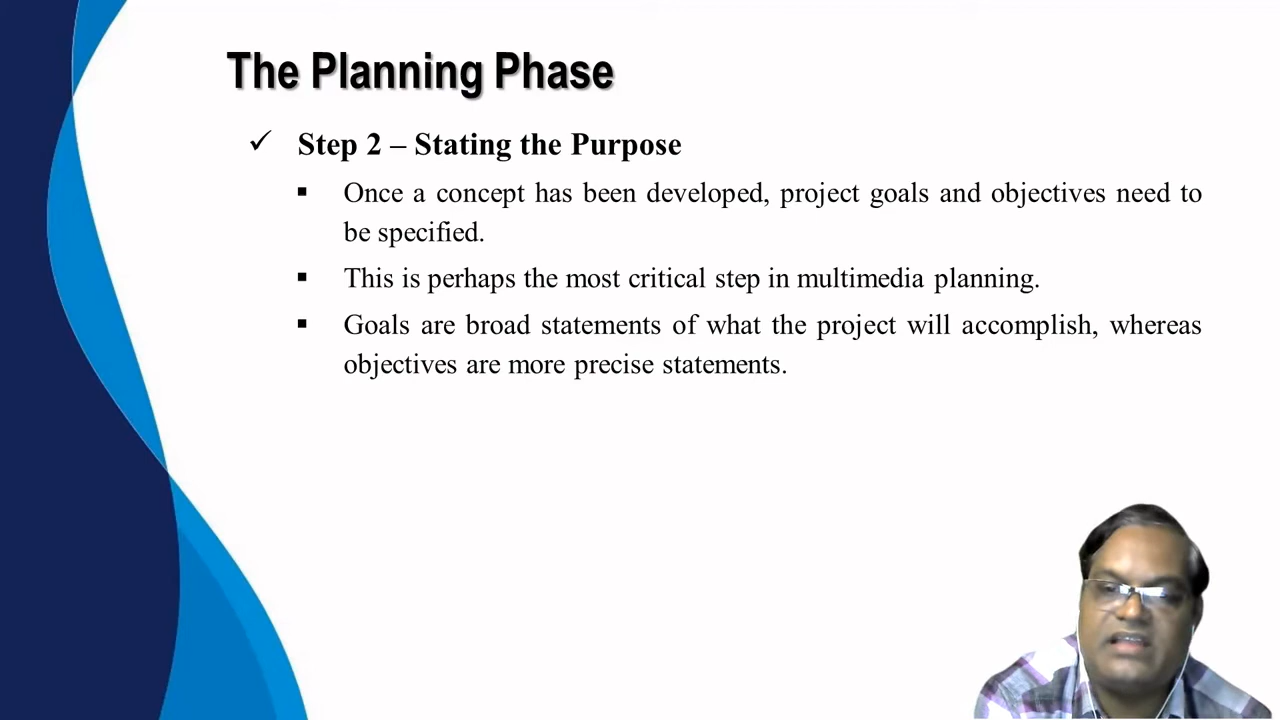 The Planning Phase
✓ Step 2 – Stating the Purpose
▪ Once a concept has been developed, project goals and objectives need to
be specified.
▪ This is perhaps the most critical step in multimedia planning.
▪ Goals are broad statements of what the project will accomplish, whereas
objectives are more precise statements.